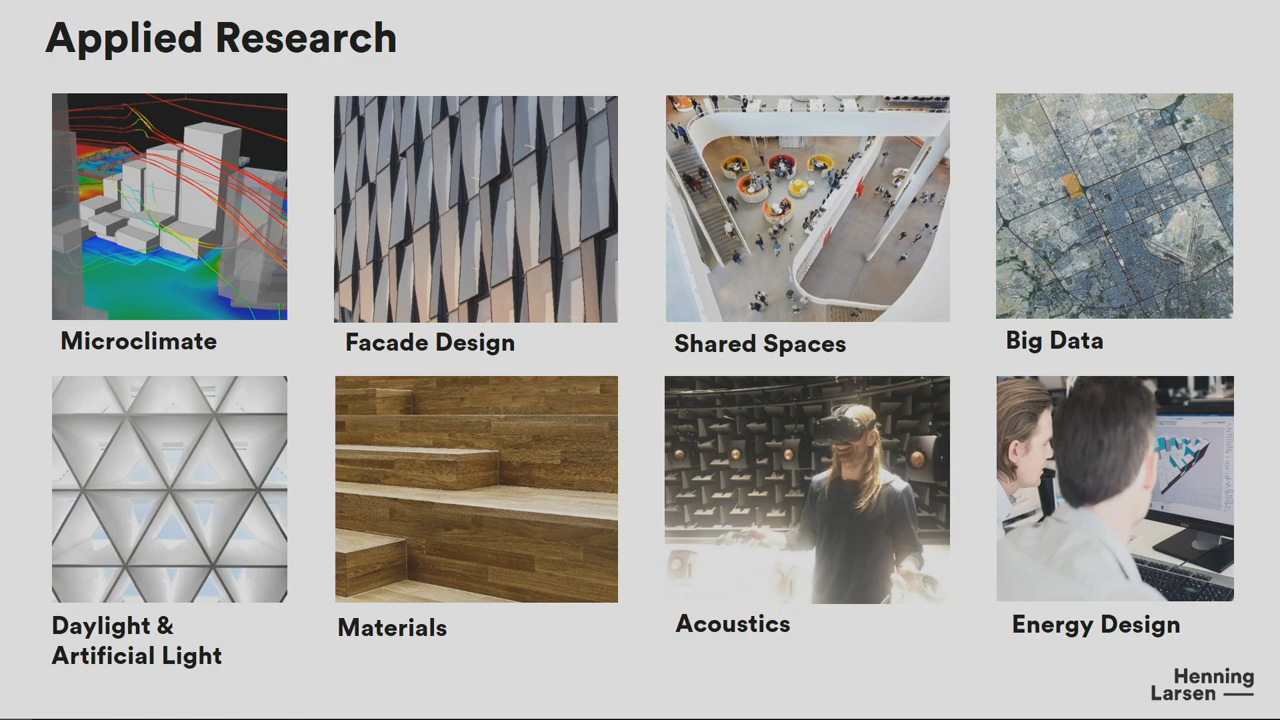 Applied Research
Microclimate
Facade Design
Shared Spaces
Big Data
Daylight &
Artificial Light
Materials
Acoustics
Energy Design
Henning
Larsen